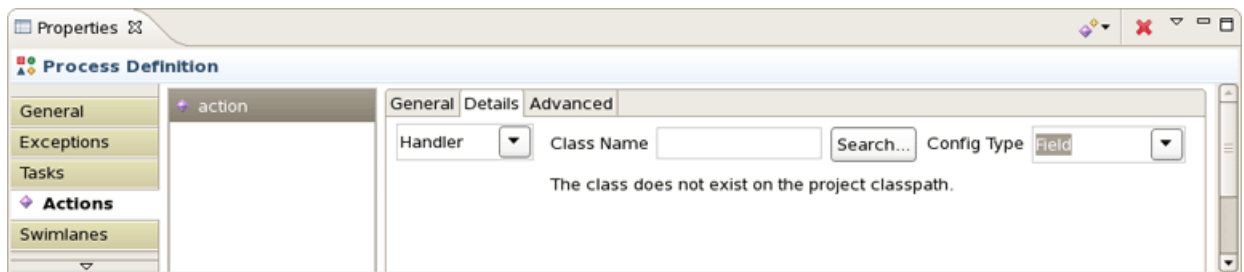 Properties
Process Definition
General
Exceptions
Tasks
Actions
Swimlanes
action
General Details Advanced
Handler Class Name Search... Config Type Field
The class does not exist on the project classpath.